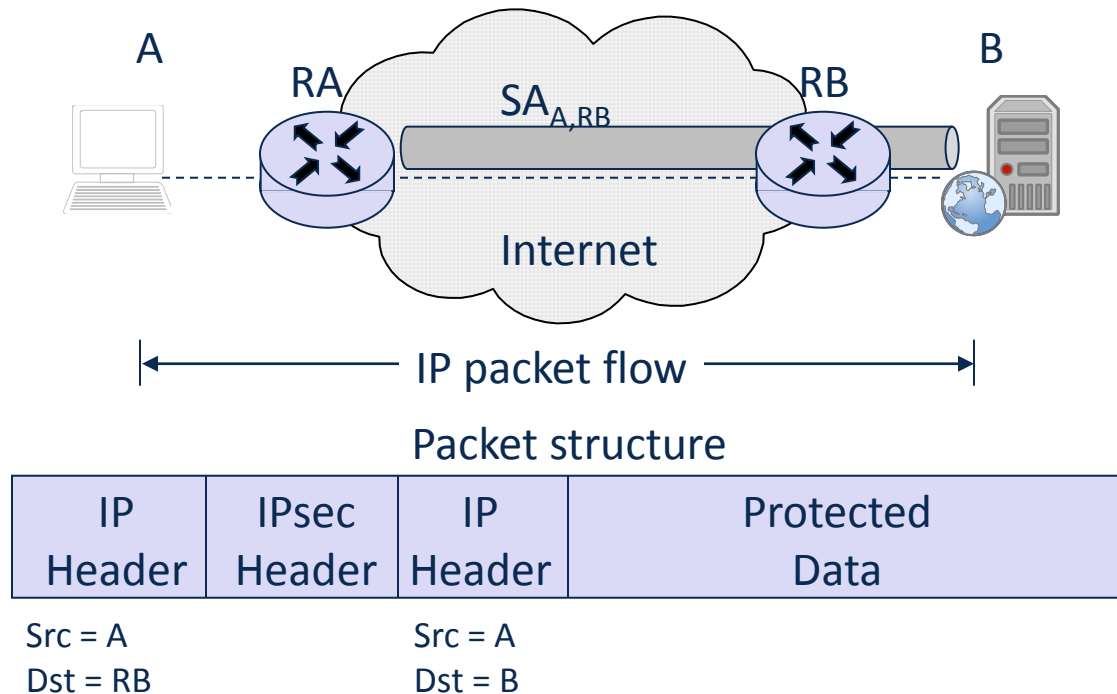 A
B
RA
RB
SA_A,RB
Internet
IP packet flow
Packet structure
IP
Header
IPsec
Header
IP
Header
Protected
Data
Src = A
Dst = RB
Src = A
Dst = B